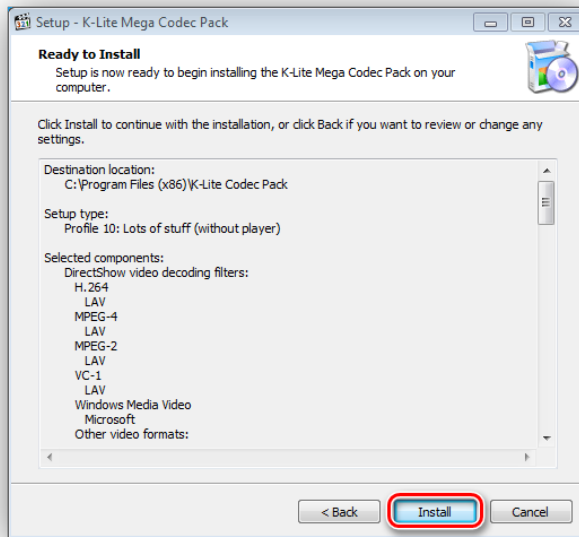 Setup - K-Lite Mega Codec Pack
Ready to Install
Setup is now ready to begin installing the K-Lite Mega Codec Pack on your
computer.
Click Install to continue with the installation, or click Back if you want to review or change any
settings.
Destination location:
C:\Program Files (x86)\K-Lite Codec Pack
Setup type:
Profile 10: Lots of stuff (without player)
Selected components:
DirectShow video decoding filters:
H.264
LAV
MPEG-4
LAV
MPEG-2
LAV
VC-1
LAV
Windows Media Video
Microsoft
Other video formats:
< Back
Install
Cancel